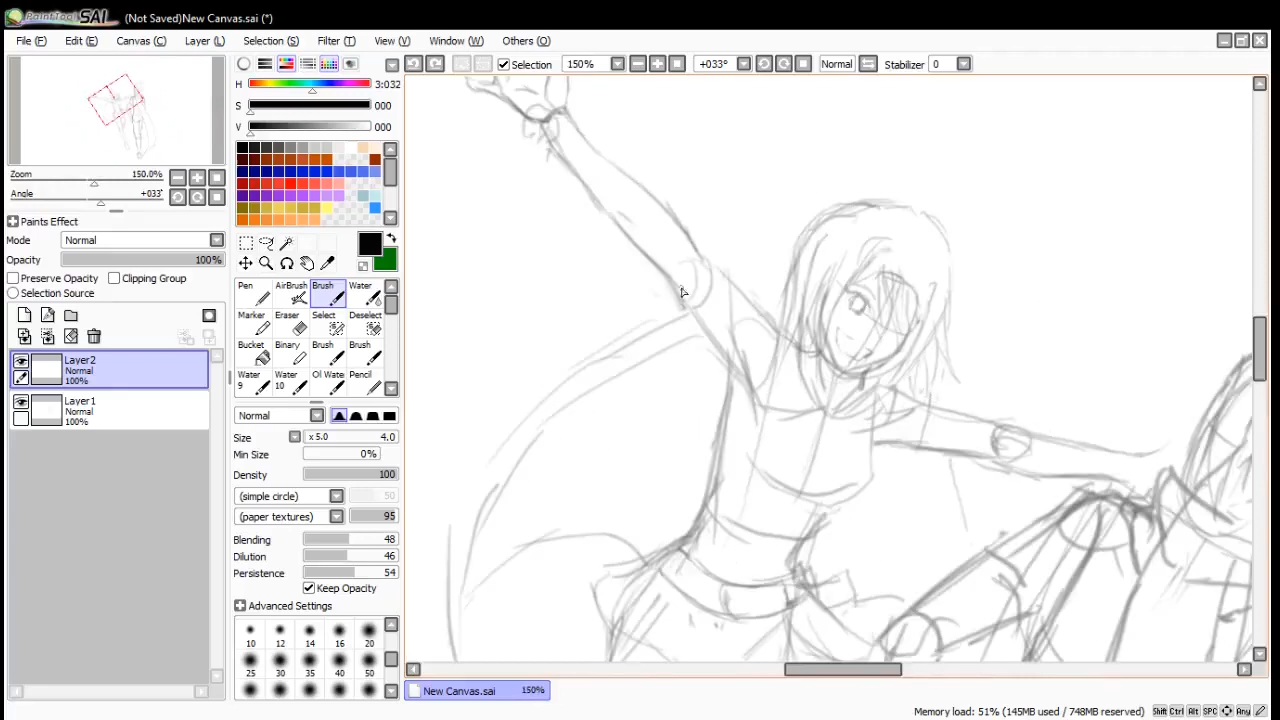 PaintTool SAI (Not Saved)New Canvas.sai (*)
File (F) Edit (E) Canvas (C) Layer (L) Selection (S) Filter (T) View (V) Window (W) Others (O)
Selection 150% +033° Normal Stabilizer 0
H 3:032
S 000
V 000
Zoom 150.0%
Angle +033
Paints Effect
Mode Normal
Opacity 100%
Preserve Opacity Clipping Group
Selection Source
Layer2
Normal
100%
Layer1
Normal
100%
Pen AirBrush Brush Water
Marker Eraser Select Deselect
Bucket Binary Brush Brush
Water 9 Water 10 Oil Wate Pencil
Normal
Size x 5.0 4.0
Min Size 0%
Density 100
(simple circle) 50
(paper textures) 95
Blending 48
Dilution 46
Persistence 54
Keep Opacity
Advanced Settings
10 12 14 16 20
25 30 35 40 50
New Canvas.sai 150%
Memory load: 51% (145MB used / 748MB reserved) Shift Ctrl Alt SPC Any